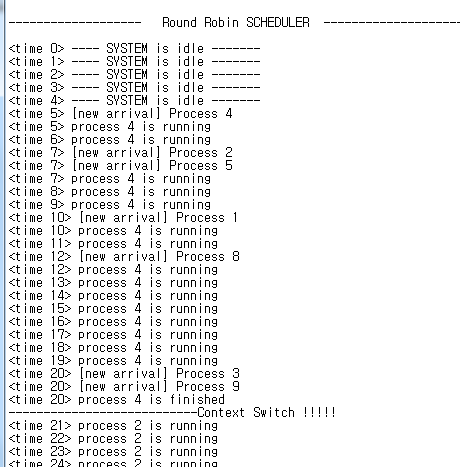 -------------------   Round Robin SCHEDULER  --------------------
<time 0> ---- SYSTEM is idle -------
<time 1> ---- SYSTEM is idle -------
<time 2> ---- SYSTEM is idle -------
<time 3> ---- SYSTEM is idle -------
<time 4> ---- SYSTEM is idle -------
<time 5> [new arrival] Process 4
<time 5> process 4 is running
<time 6> process 4 is running
<time 7> [new arrival] Process 2
<time 7> [new arrival] Process 5
<time 7> process 4 is running
<time 8> process 4 is running
<time 9> process 4 is running
<time 10> [new arrival] Process 1
<time 10> process 4 is running
<time 11> process 4 is running
<time 12> [new arrival] Process 8
<time 12> process 4 is running
<time 13> process 4 is running
<time 14> process 4 is running
<time 15> process 4 is running
<time 16> process 4 is running
<time 17> process 4 is running
<time 18> process 4 is running
<time 19> process 4 is running
<time 20> [new arrival] Process 3
<time 20> [new arrival] Process 9
<time 20> process 4 is finished
---------------------------Context Switch !!!!!
<time 21> process 2 is running
<time 22> process 2 is running
<time 23> process 2 is running
<time 24> process 2 is running